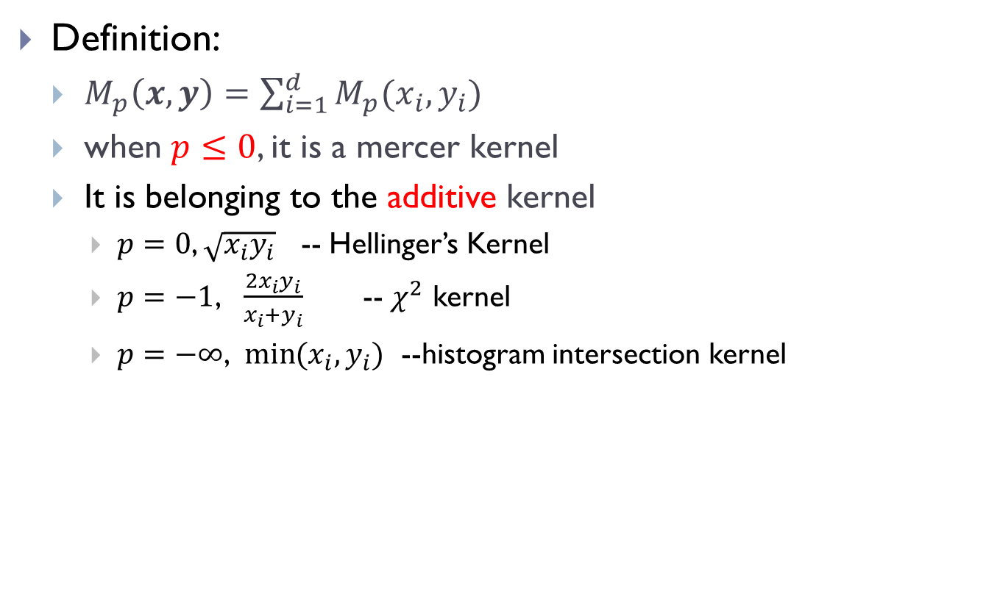 Definition:
$M_p(\boldsymbol{x}, \boldsymbol{y}) = \sum_{i=1}^{d} M_p(x_i, y_i)$
when $p \leq 0$, it is a mercer kernel
It is belonging to the additive kernel
$p = 0, \sqrt{x_i y_i}$ -- Hellinger’s Kernel
$p = -1, \frac{2x_i y_i}{x_i + y_i}$ -- $\chi^2$ kernel
$p = -\infty, \min(x_i, y_i)$ --histogram intersection kernel